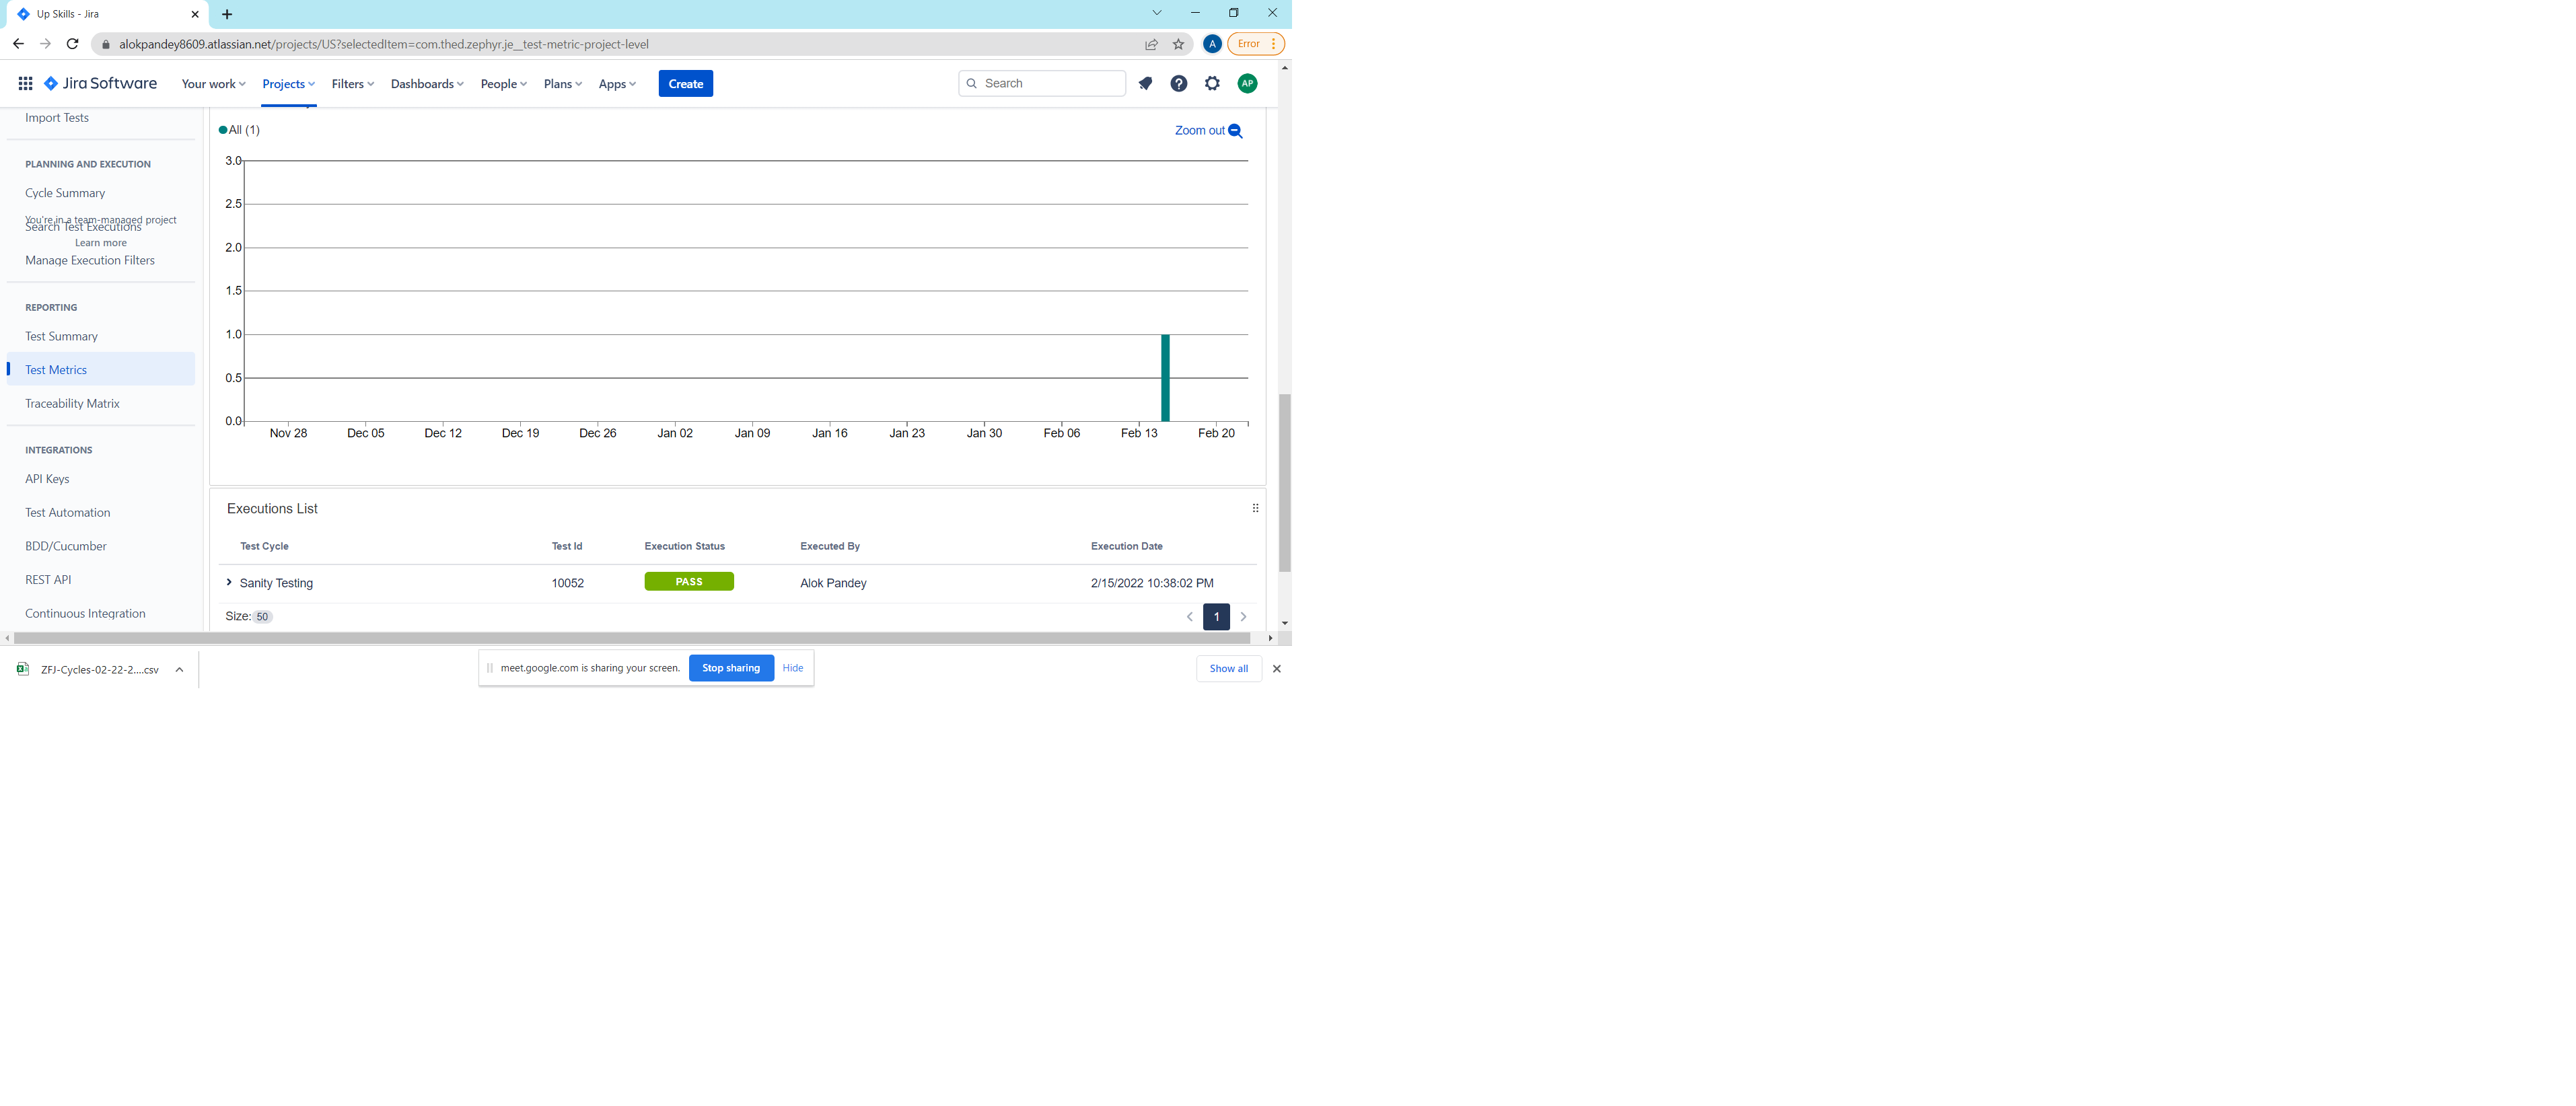 Up Skills - Jira
alokpandey8609.atlassian.net/projects/US?selectedItem=com.thed.zephyr.je__test-metric-project-level
A
Error
Jira Software
Your work
Projects
Filters
Dashboards
People
Plans
Apps
Create
Search
AP
Import Tests
PLANNING AND EXECUTION
Cycle Summary
You're in a team-managed project
Search Test Executions
Learn more
Manage Execution Filters
REPORTING
Test Summary
Test Metrics
Traceability Matrix
INTEGRATIONS
API Keys
Test Automation
BDD/Cucumber
REST API
Continuous Integration
All (1)
Zoom out
3.0
2.5
2.0
1.5
1.0
0.5
0.0
Nov 28 Dec 05 Dec 12 Dec 19 Dec 26 Jan 02 Jan 09 Jan 16 Jan 23 Jan 30 Feb 06 Feb 13 Feb 20
Executions List
Test Cycle Test Id Execution Status Executed By Execution Date
Sanity Testing 10052 PASS Alok Pandey 2/15/2022 10:38:02 PM
Size: 50
1
ZFJ-Cycles-02-22-2....csv
meet.google.com is sharing your screen. Stop sharing Hide
Show all